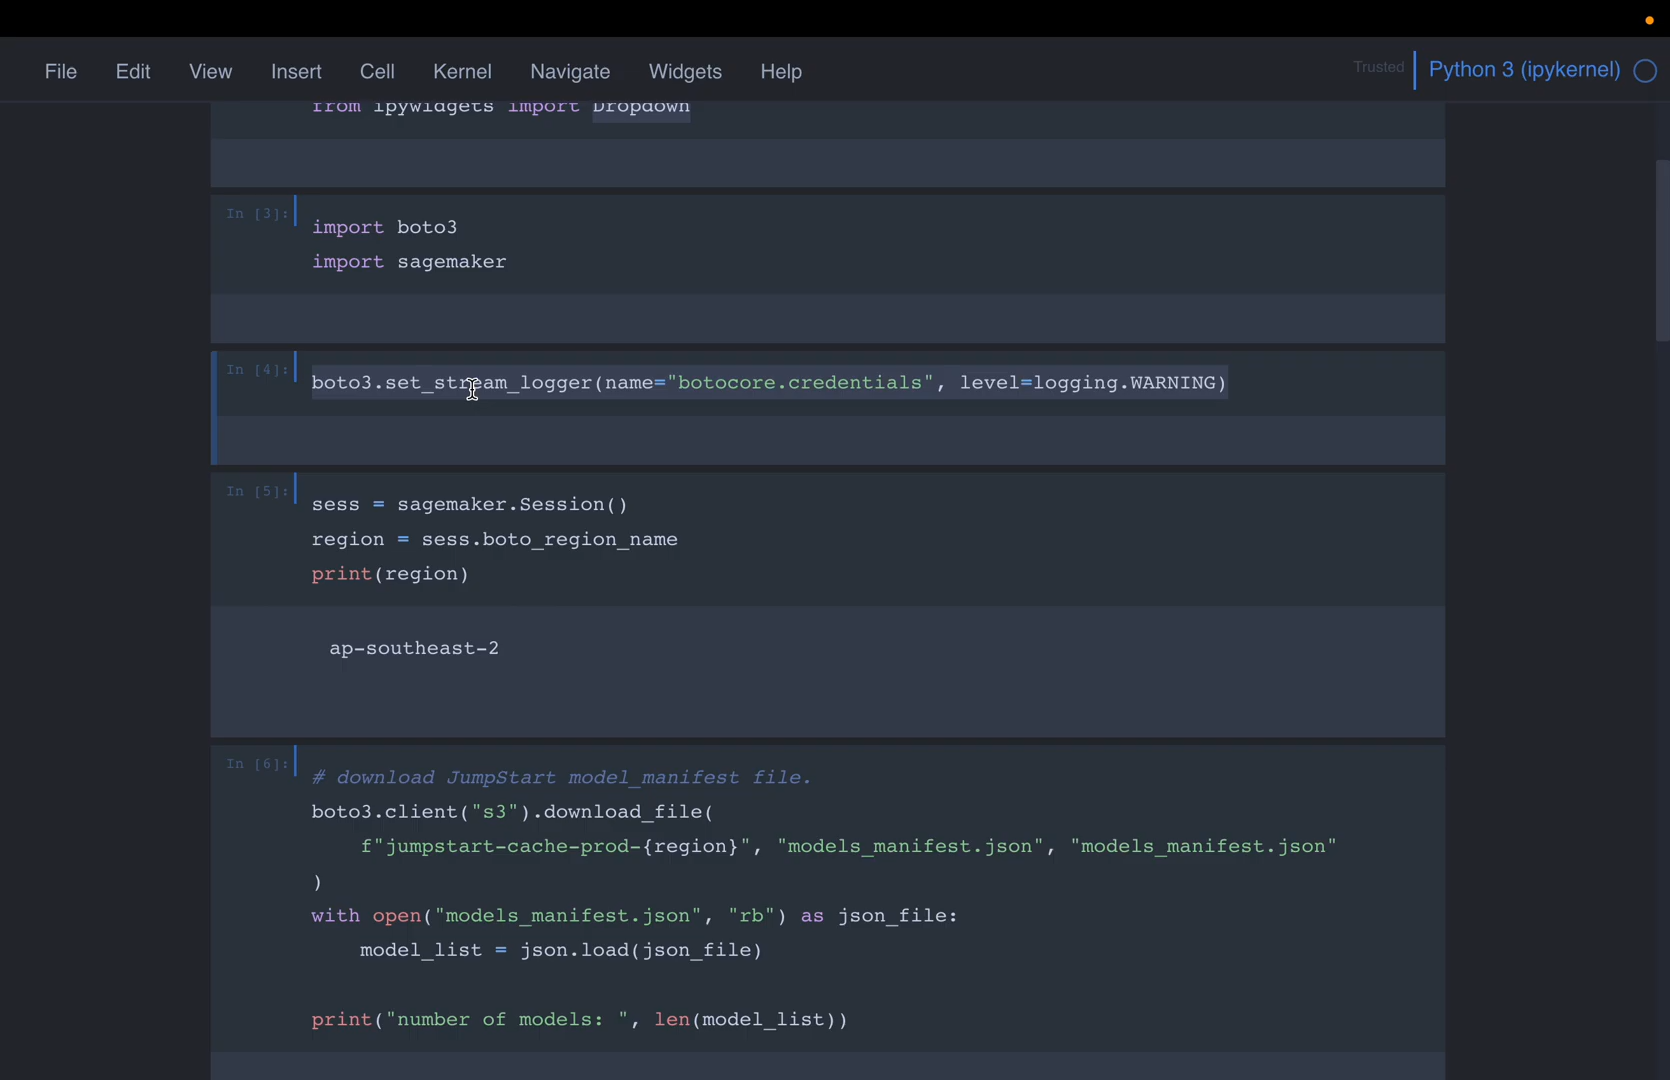 File Edit View Insert Cell Kernel Navigate Widgets Help Trusted Python 3 (ipykernel)
from ipywidgets import Dropdown
In [3]:
import boto3
import sagemaker
In [4]:
boto3.set_stream_logger(name="botocore.credentials", level=logging.WARNING)
In [5]:
sess = sagemaker.Session()
region = sess.boto_region_name
print(region)
ap-southeast-2
In [6]:
# download JumpStart model_manifest file.
boto3.client("s3").download_file(
    f"jumpstart-cache-prod-{region}", "models_manifest.json", "models_manifest.json"
)
with open("models_manifest.json", "rb") as json_file:
    model_list = json.load(json_file)
print("number of models: ", len(model_list))